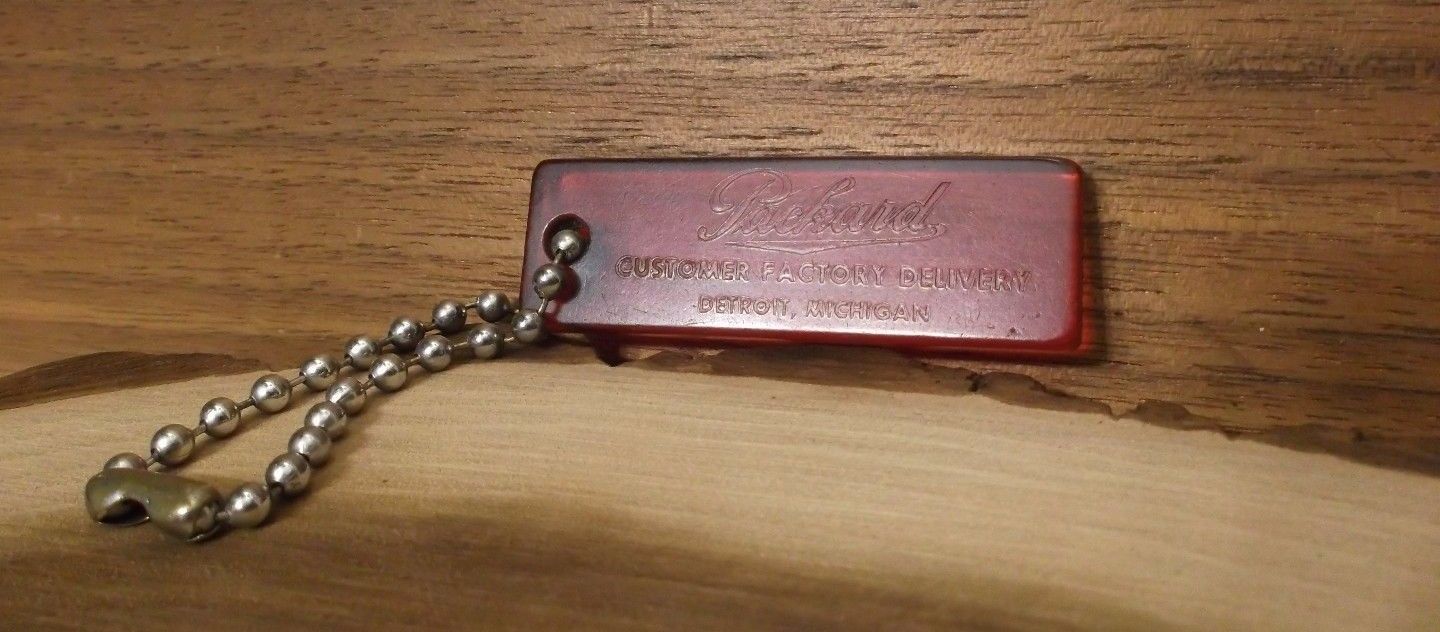 Packard
CUSTOMER FACTORY DELIVERY
DETROIT, MICHIGAN